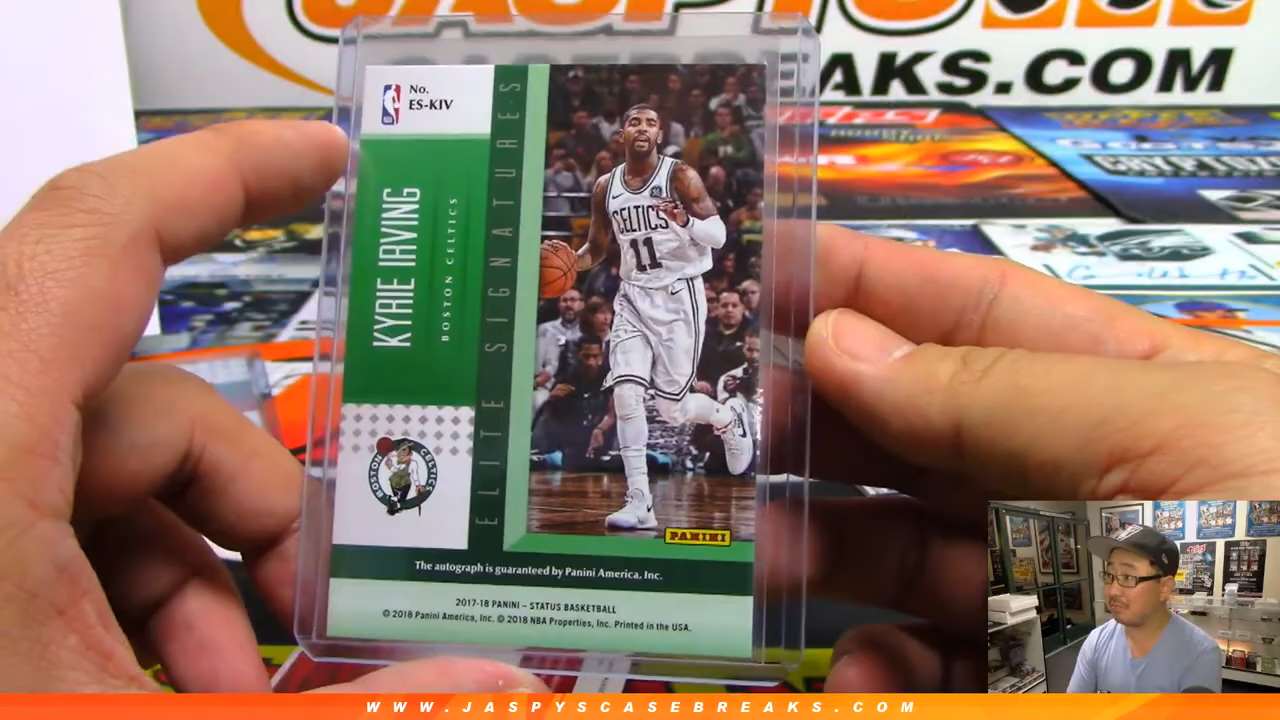 AKS.COM
No.
ES-KIV
KYRIE IRVING
BOSTON CELTICS
ELITE SIGNATURES
CELTICS
11
BOSTON CELTICS
PANINI
The autograph is guaranteed by Panini America, Inc.
2017-18 PANINI – STATUS BASKETBALL
© 2018 Panini America, Inc. © 2018 NBA Properties, Inc. Printed in the USA.
WWW.JASPYSCASEBREAKS.COM